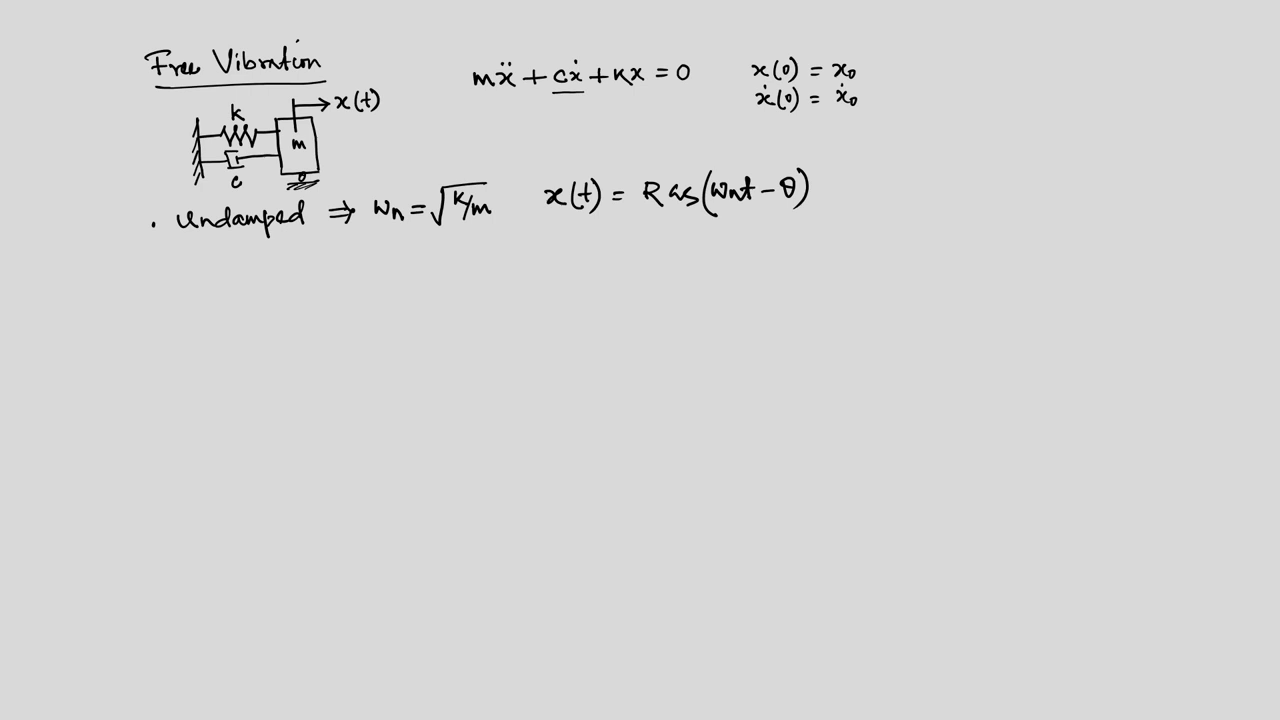 Free Vibration
mẍ + cẋ + kx = 0
x(0) = x₀
ẋ(0) = ẋ₀
x(t)
k
m
c
. Undamped ⇒ ωn = √k/m
x(t) = R cos(ωnt - θ)